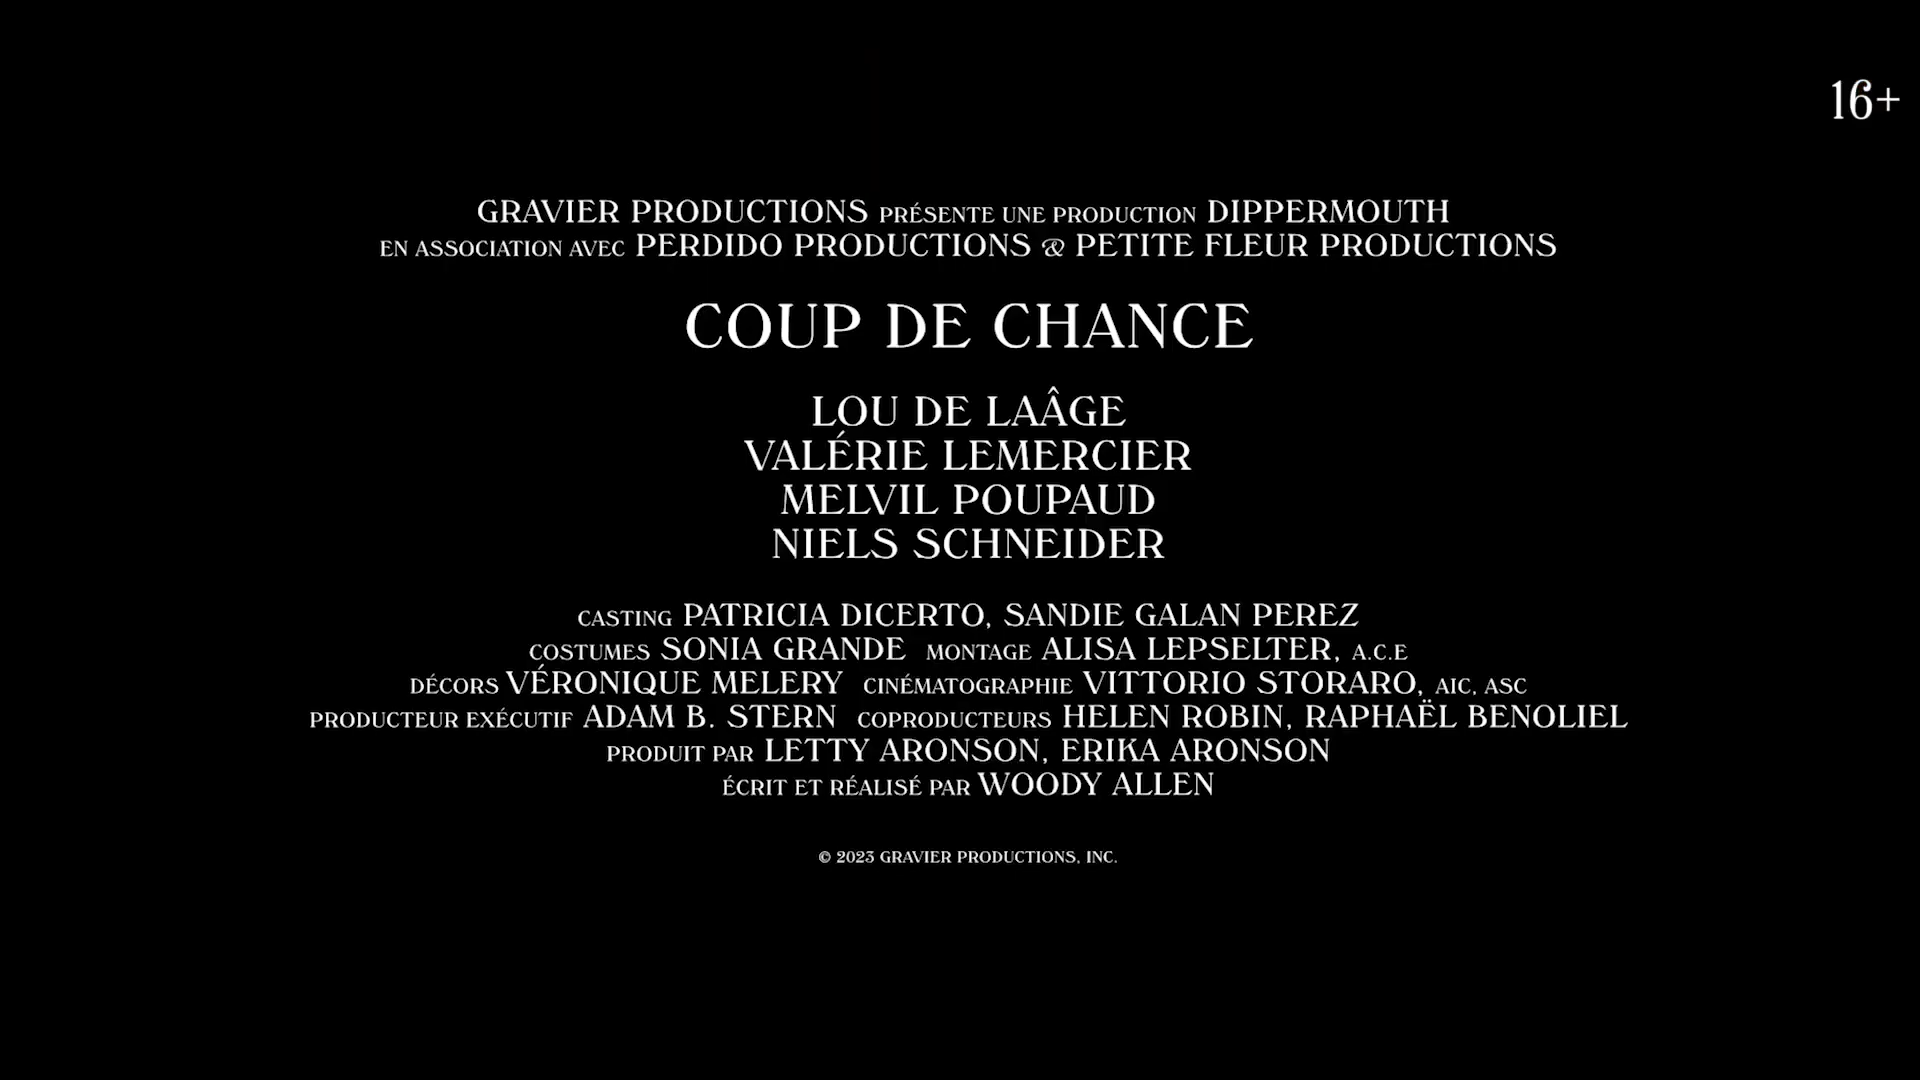 16+
GRAVIER PRODUCTIONS PRÉSENTE UNE PRODUCTION DIPPERMOUTH
EN ASSOCIATION AVEC PERDIDO PRODUCTIONS & PETITE FLEUR PRODUCTIONS
COUP DE CHANCE
LOU DE LAÂGE
VALÉRIE LEMERCIER
MELVIL POUPAUD
NIELS SCHNEIDER
CASTING PATRICIA DICERTO, SANDIE GALAN PEREZ
COSTUMES SONIA GRANDE MONTAGE ALISA LEPSELTER, A.C.E
DÉCORS VÉRONIQUE MELERY CINÉMATOGRAPHIE VITTORIO STORARO, AIC, ASC
PRODUCTEUR EXÉCUTIF ADAM B. STERN COPRODUCTEURS HELEN ROBIN, RAPHAËL BENOLIEL
PRODUIT PAR LETTY ARONSON, ERIKA ARONSON
ÉCRIT ET RÉALISÉ PAR WOODY ALLEN
© 2023 GRAVIER PRODUCTIONS, INC.